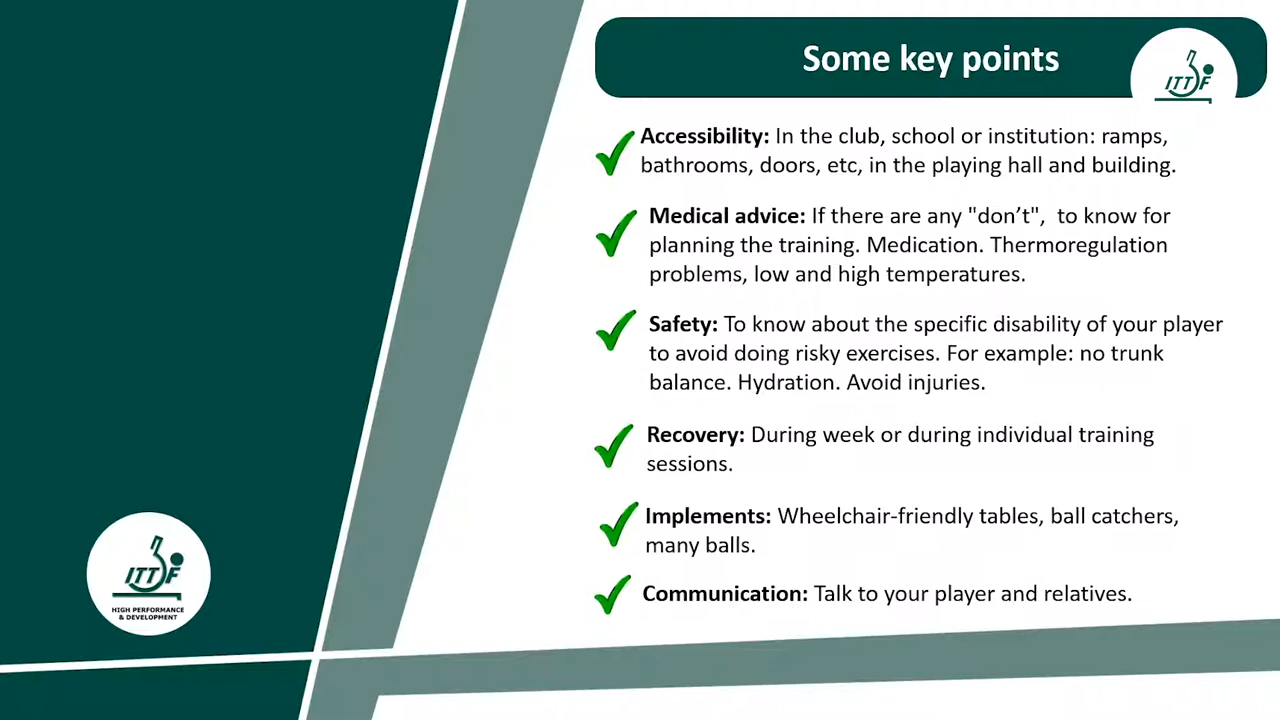 Some key points
ITTF
Accessibility: In the club, school or institution: ramps,
bathrooms, doors, etc, in the playing hall and building.
Medical advice: If there are any "don’t",  to know for
planning the training. Medication. Thermoregulation
problems, low and high temperatures.
Safety: To know about the specific disability of your player
to avoid doing risky exercises. For example: no trunk
balance. Hydration. Avoid injuries.
Recovery: During week or during individual training
sessions.
Implements: Wheelchair-friendly tables, ball catchers,
many balls.
Communication: Talk to your player and relatives.
ITTF
HIGH PERFORMANCE
& DEVELOPMENT